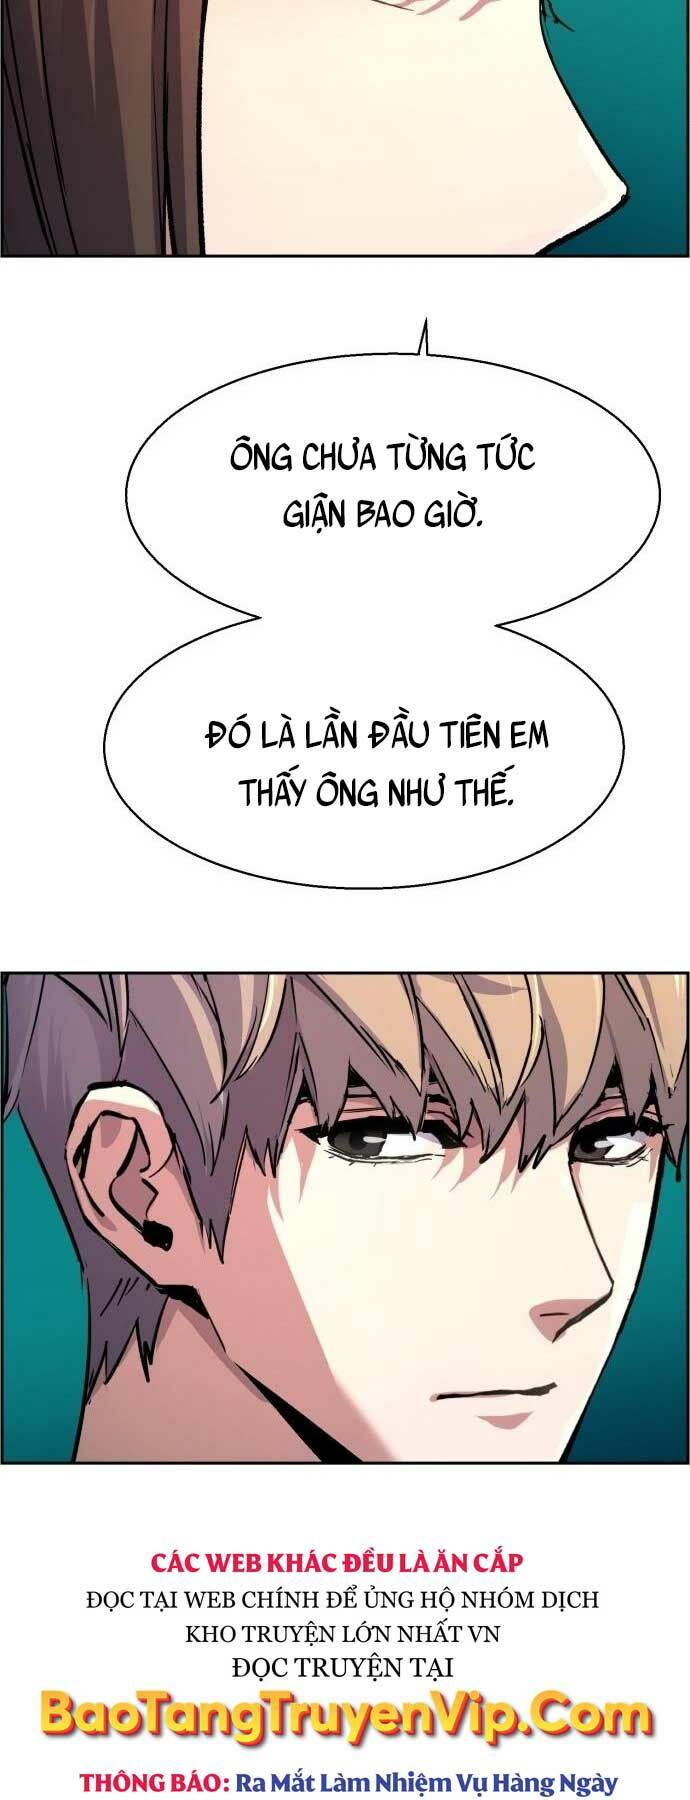 ÔNG CHƯA TỪNG TỨC
GIẬN BAO GIỜ.
ĐÓ LÀ LẦN ĐẦU TIÊN EM
THẤY ÔNG NHƯ THẾ.
CÁC WEB KHÁC ĐỀU LÀ ĂN CẮP
ĐỌC TẠI WEB CHÍNH ĐỂ ỦNG HỘ NHÓM DỊCH
KHO TRUYỆN LỚN NHẤT VN
ĐỌC TRUYỆN TẠI
BaoTangTruyenVip.Com
THÔNG BÁO: Ra Mắt Làm Nhiệm Vụ Hàng Ngày